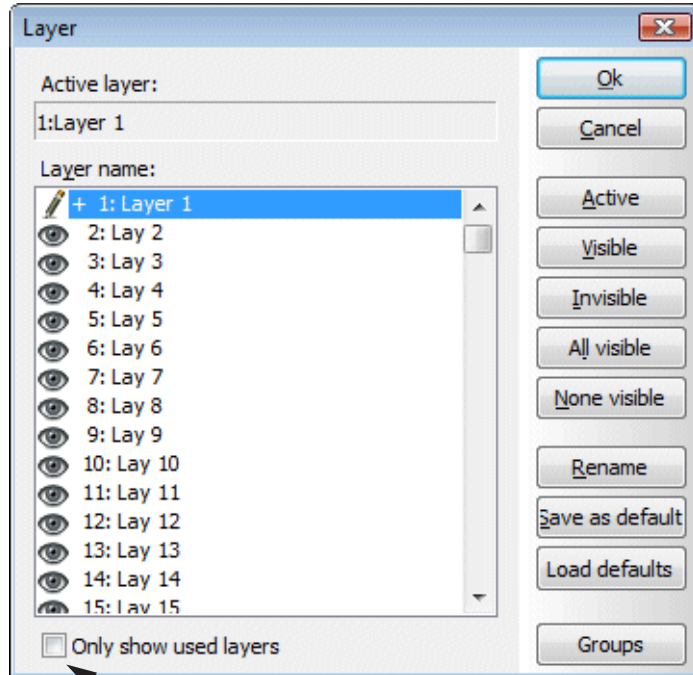 Layer
Active layer:
1:Layer 1
Layer name:
+ 1: Layer 1
2: Lay 2
3: Lay 3
4: Lay 4
5: Lay 5
6: Lay 6
7: Lay 7
8: Lay 8
9: Lay 9
10: Lay 10
11: Lay 11
12: Lay 12
13: Lay 13
14: Lay 14
15: Lay 15
Only show used layers
Ok
Cancel
Active
Visible
Invisible
All visible
None visible
Rename
Save as default
Load defaults
Groups